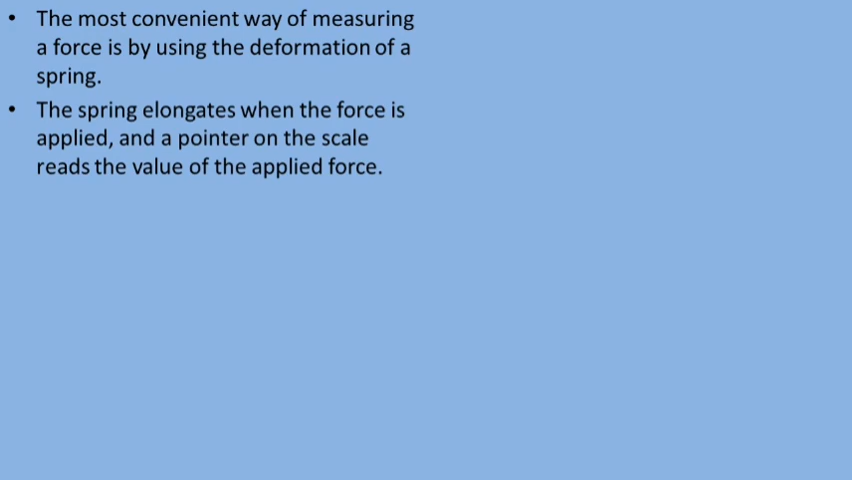 • The most convenient way of measuring
a force is by using the deformation of a
spring.
• The spring elongates when the force is
applied, and a pointer on the scale
reads the value of the applied force.